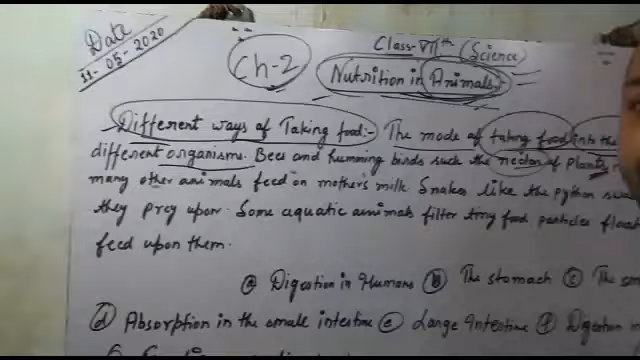 Date
11-05-2020
Class-VIIth (Science)
Ch-2
Nutrition in Animals:-
Different ways of Taking food:- The mode of taking food into the
different organisms. Bees and humming birds suck the nectar of plants
many other animals feed on mother's milk. Snakes like the python
they prey upon. Some aquatic animals filter tiny food particles
feed upon them.
(a) Digestion in Humans (b) The stomach (c) The
(d) Absorption in the small intestine (e) Large Intestine (f) Digestion